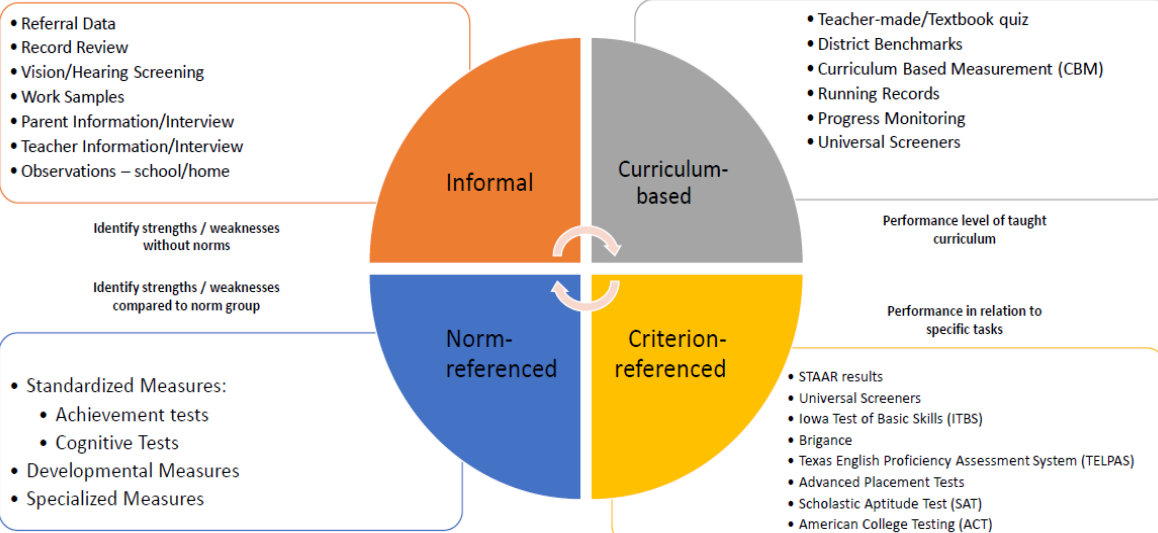 • Referral Data
• Record Review
• Vision/Hearing Screening
• Work Samples
• Parent Information/Interview
• Teacher Information/Interview
• Observations – school/home
• Teacher-made/Textbook quiz
• District Benchmarks
• Curriculum Based Measurement (CBM)
• Running Records
• Progress Monitoring
• Universal Screeners
Informal
Curriculum-
based
Identify strengths / weaknesses
without norms
Performance level of taught
curriculum
Identify strengths / weaknesses
compared to norm group
Performance in relation to
specific tasks
Norm-
referenced
Criterion-
referenced
• Standardized Measures:
• Achievement tests
• Cognitive Tests
• Developmental Measures
• Specialized Measures
• STAAR results
• Universal Screeners
• Iowa Test of Basic Skills (ITBS)
• Brigance
• Texas English Proficiency Assessment System (TELPAS)
• Advanced Placement Tests
• Scholastic Aptitude Test (SAT)
• American College Testing (ACT)